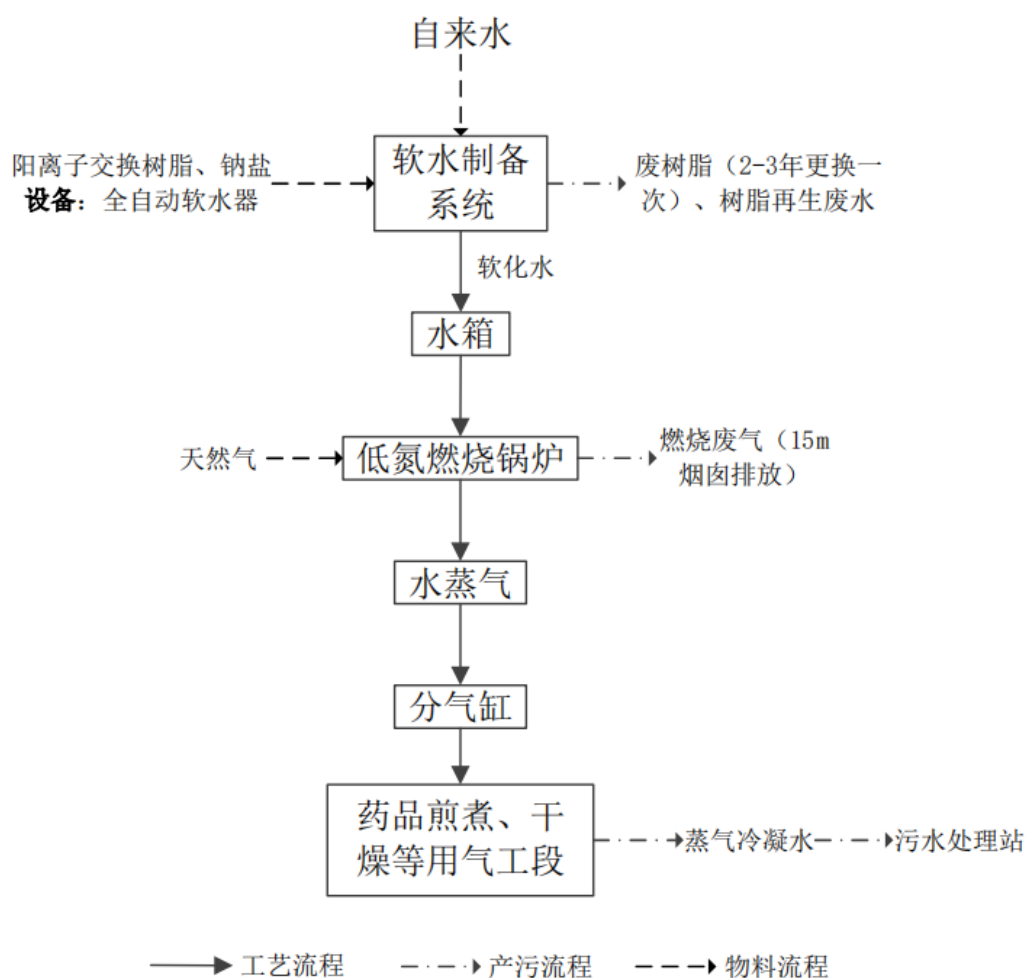 自来水
阳离子交换树脂、钠盐
设备：全自动软水器
软水制备
系统
废树脂（2-3年更换一
次）、树脂再生废水
软化水
水箱
天然气
低氮燃烧锅炉
燃烧废气（15m
烟囱排放）
水蒸气
分气缸
药品煎煮、干
燥等用气工段
蒸气冷凝水
污水处理站
工艺流程
产污流程
物料流程